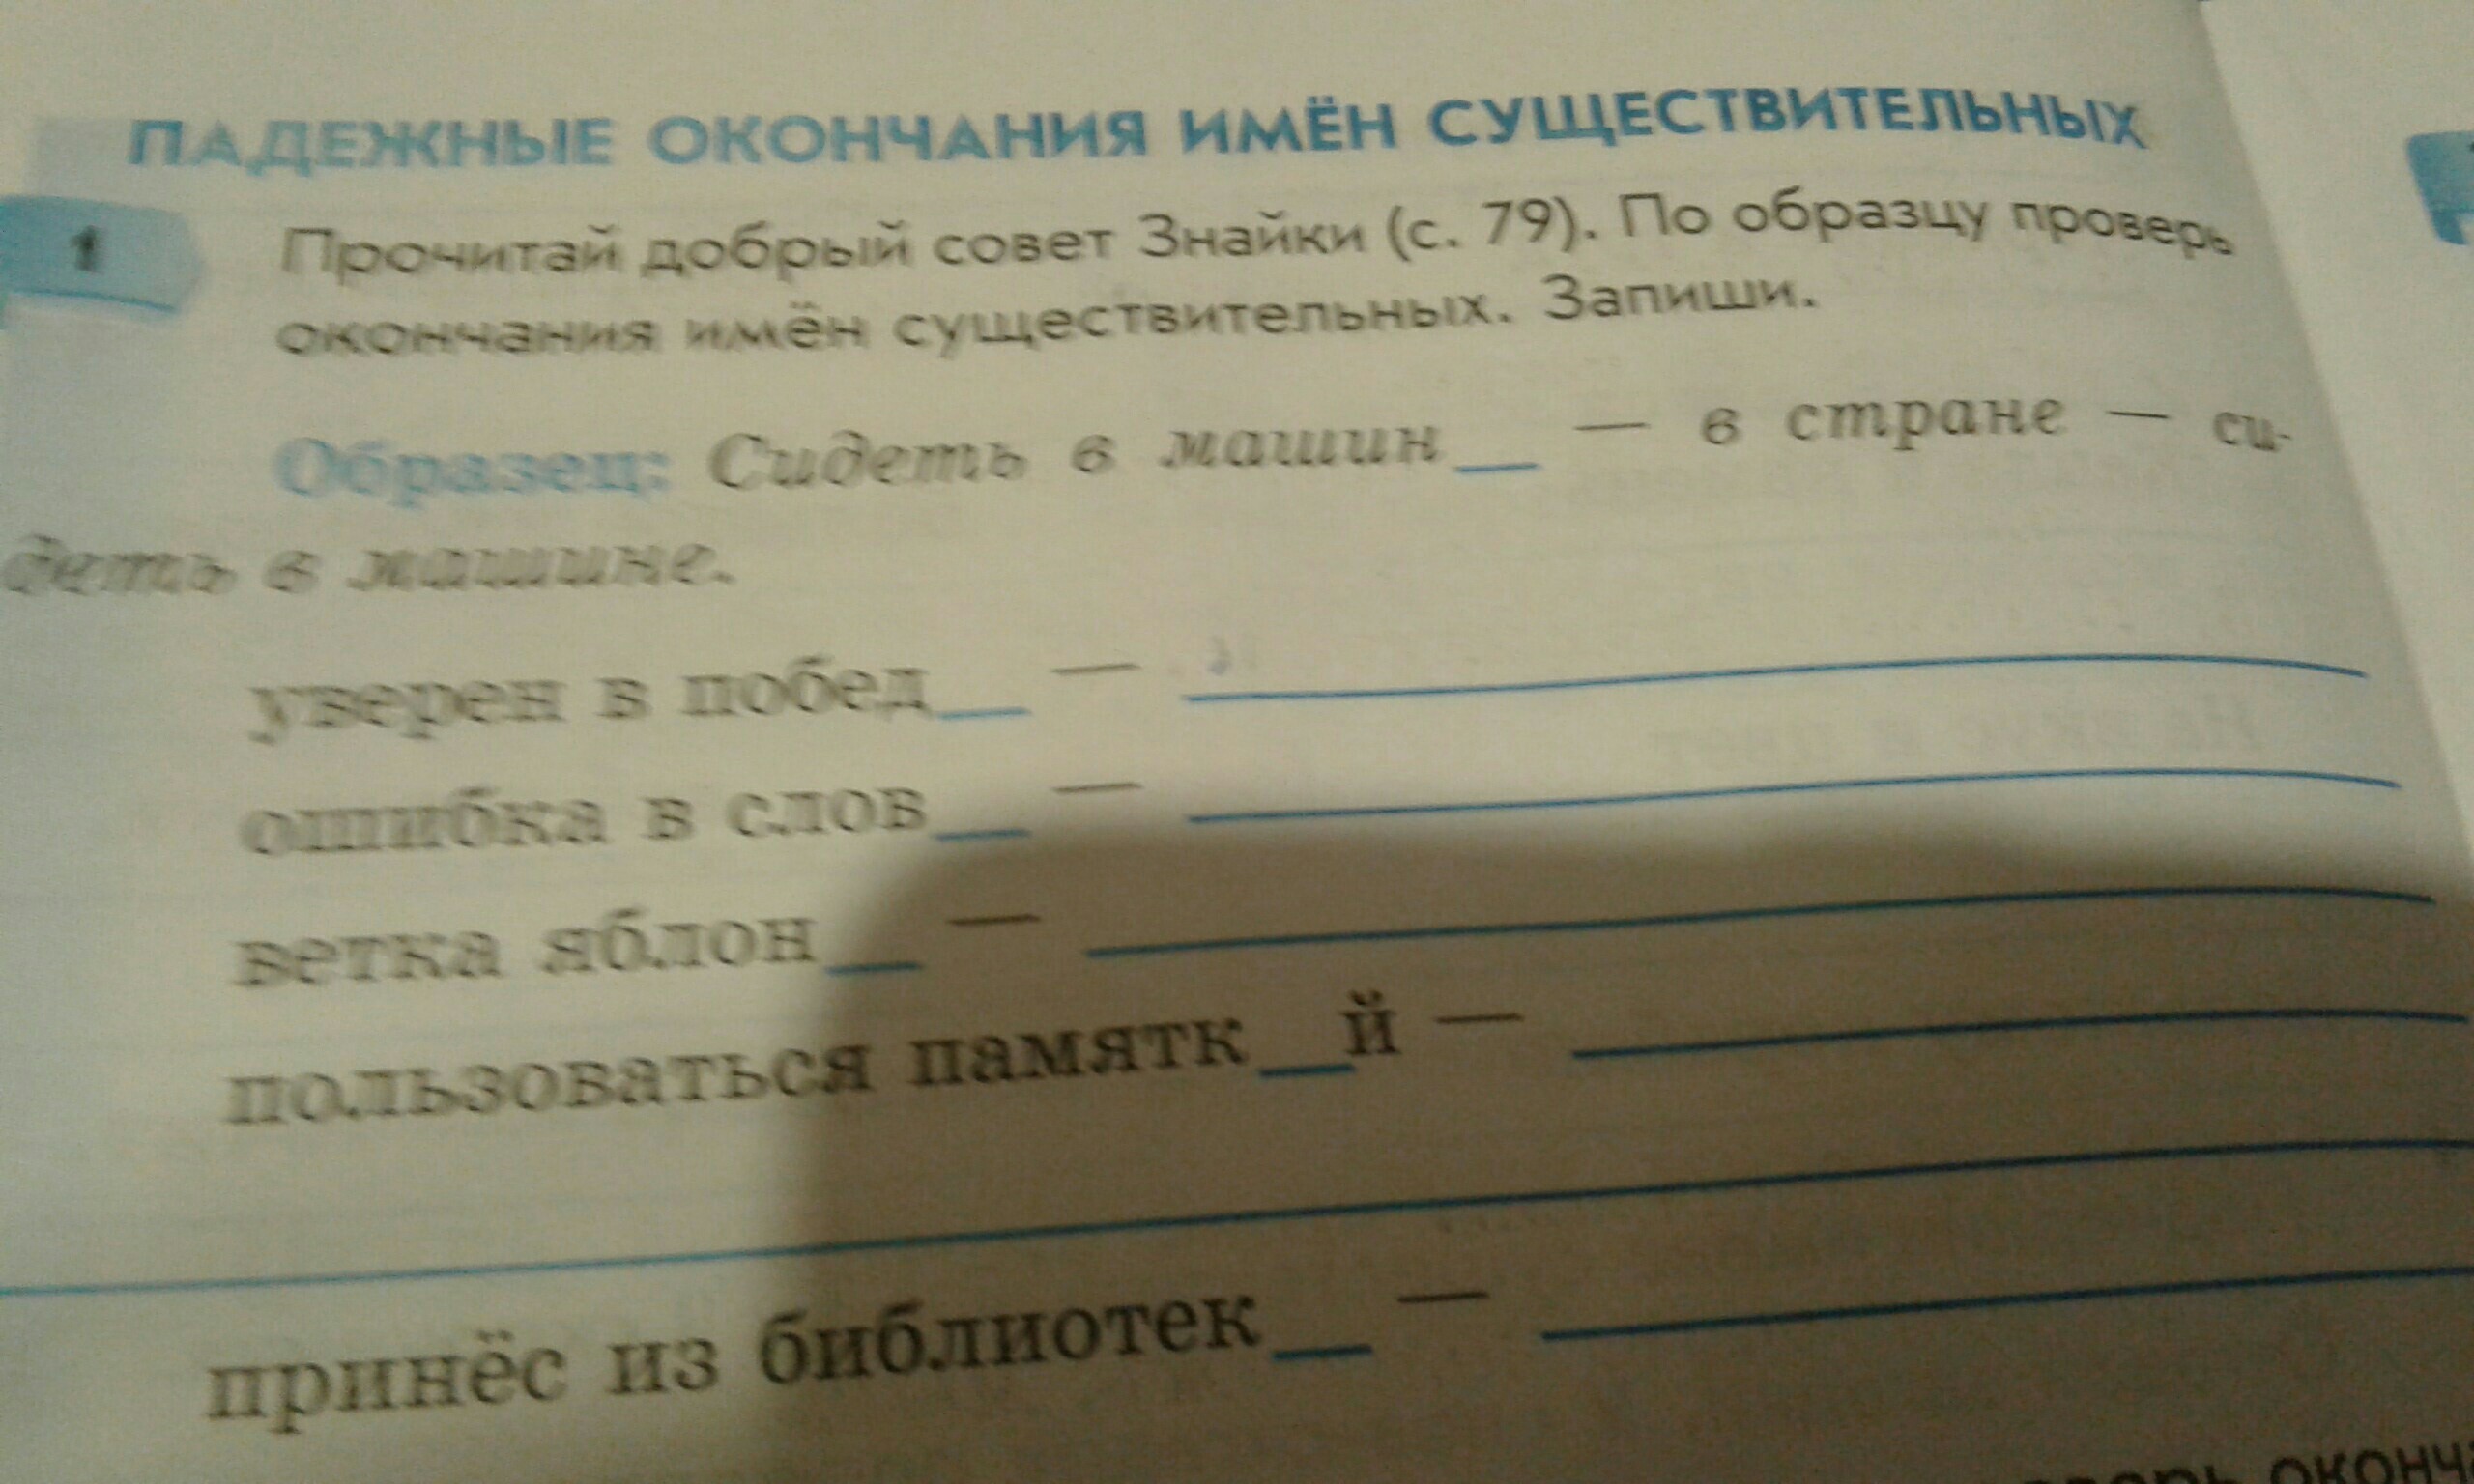 ПАДЕЖНЫЕ ОКОНЧАНИЯ ИМЁН СУЩЕСТВИТЕЛЬНЫХ
1 Прочитай добрый совет Знайки (с. 79). По образцу проверь
окончания имён существительных. Запиши.
Образец: Сидеть в машин__ — в стране — си-
деть в машине.
уверен в побед__ —
ошибка в слов__ —
ветка яблон__ —
пользоваться памятк__й —
принёс из библиотек__ —